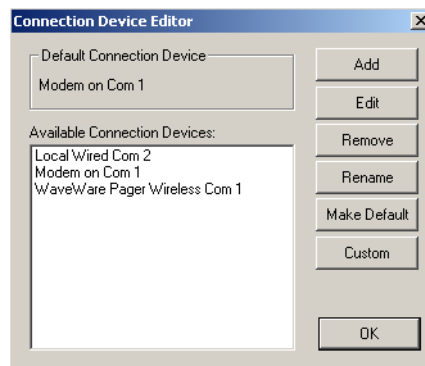 Connection Device Editor
Default Connection Device
Modem on Com 1
Available Connection Devices:
Local Wired Com 2
Modem on Com 1
WaveWare Pager Wireless Com 1
Add
Edit
Remove
Rename
Make Default
Custom
OK